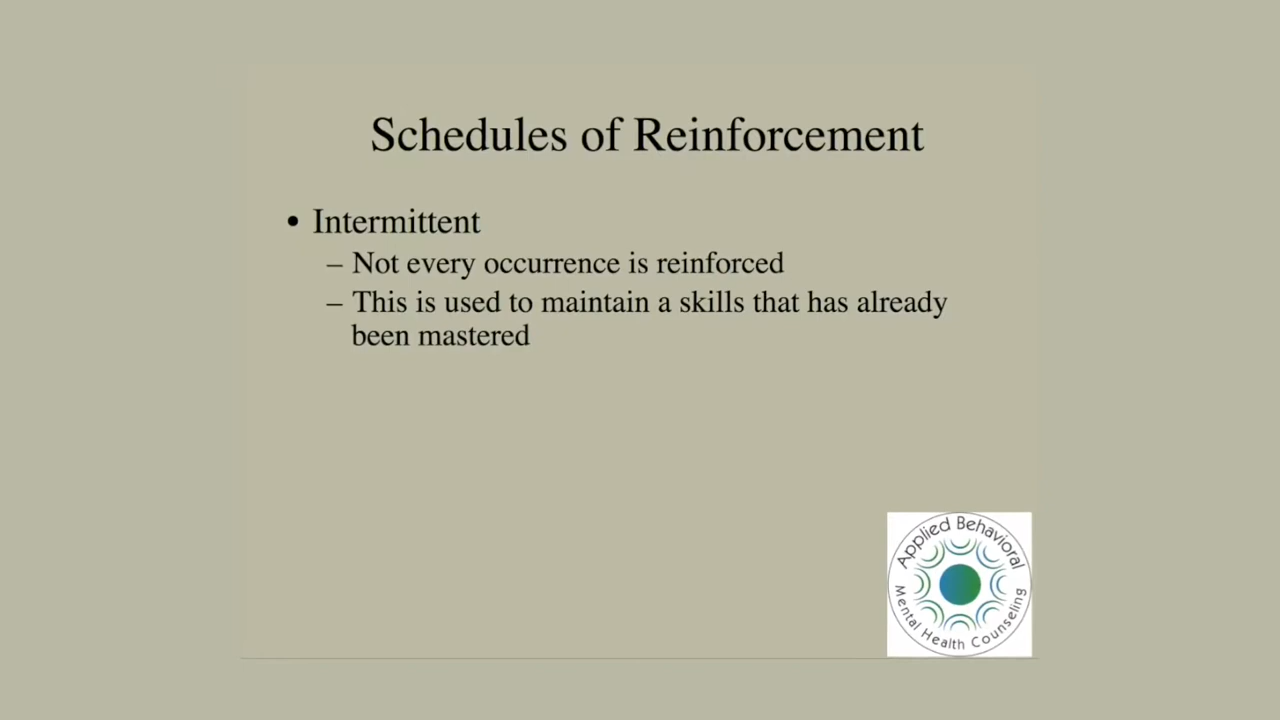 Schedules of Reinforcement
• Intermittent
– Not every occurrence is reinforced
– This is used to maintain a skills that has already
been mastered
Applied Behavioral
Mental Health Counseling